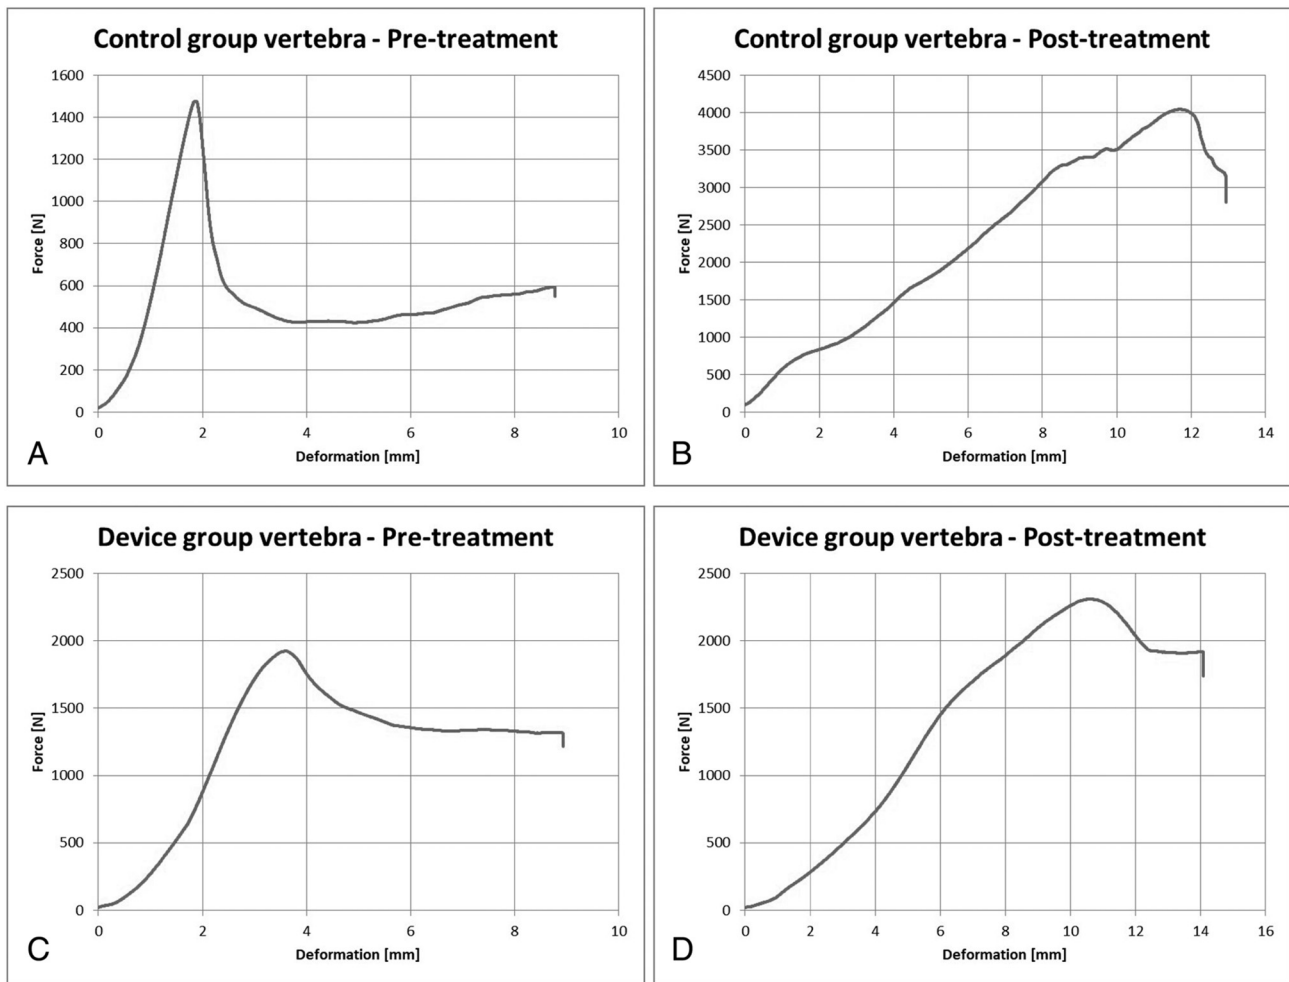 Control group vertebra - Pre-treatment
1600
1400
1200
1000
800
600
400
200
0
Force [N]
0 2 4 6 8 10
Deformation [mm]
A
Control group vertebra - Post-treatment
4500
4000
3500
3000
2500
2000
1500
1000
500
0
Force [N]
0 2 4 6 8 10 12 14
Deformation [mm]
B
Device group vertebra - Pre-treatment
2500
2000
1500
1000
500
0
Force [N]
0 2 4 6 8 10
Deformation [mm]
C
Device group vertebra - Post-treatment
2500
2000
1500
1000
500
0
Force [N]
0 2 4 6 8 10 12 14 16
Deformation [mm]
D